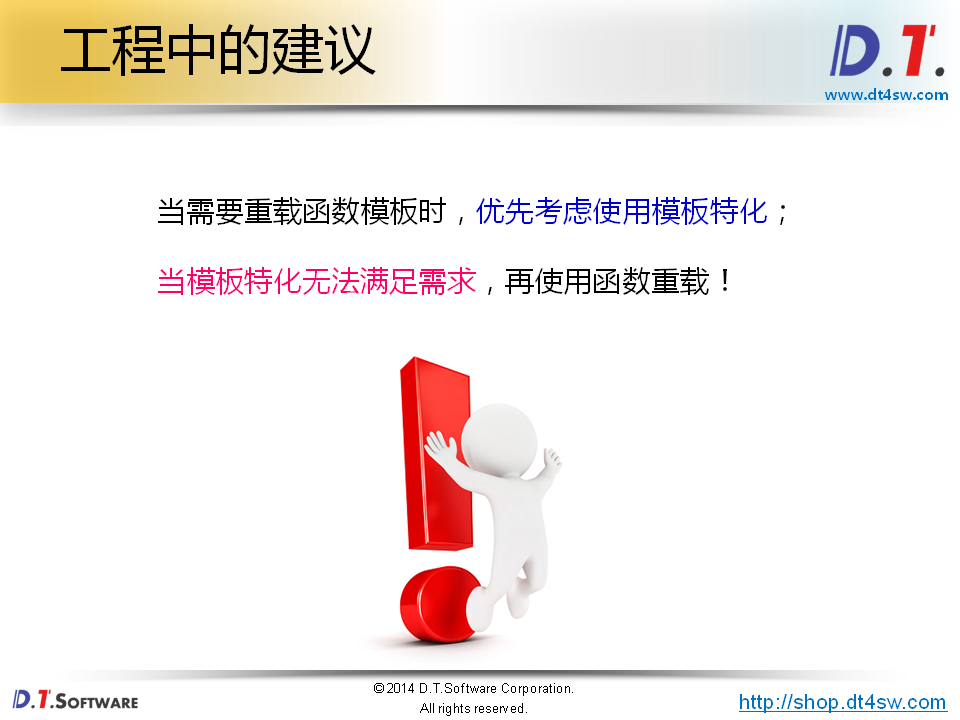 工程中的建议
D.T.
www.dt4sw.com
当需要重载函数模板时，优先考虑使用模板特化；
当模板特化无法满足需求，再使用函数重载！
D.T.SOFTWARE
©2014 D.T.Software Corporation.
All rights reserved.
http://shop.dt4sw.com